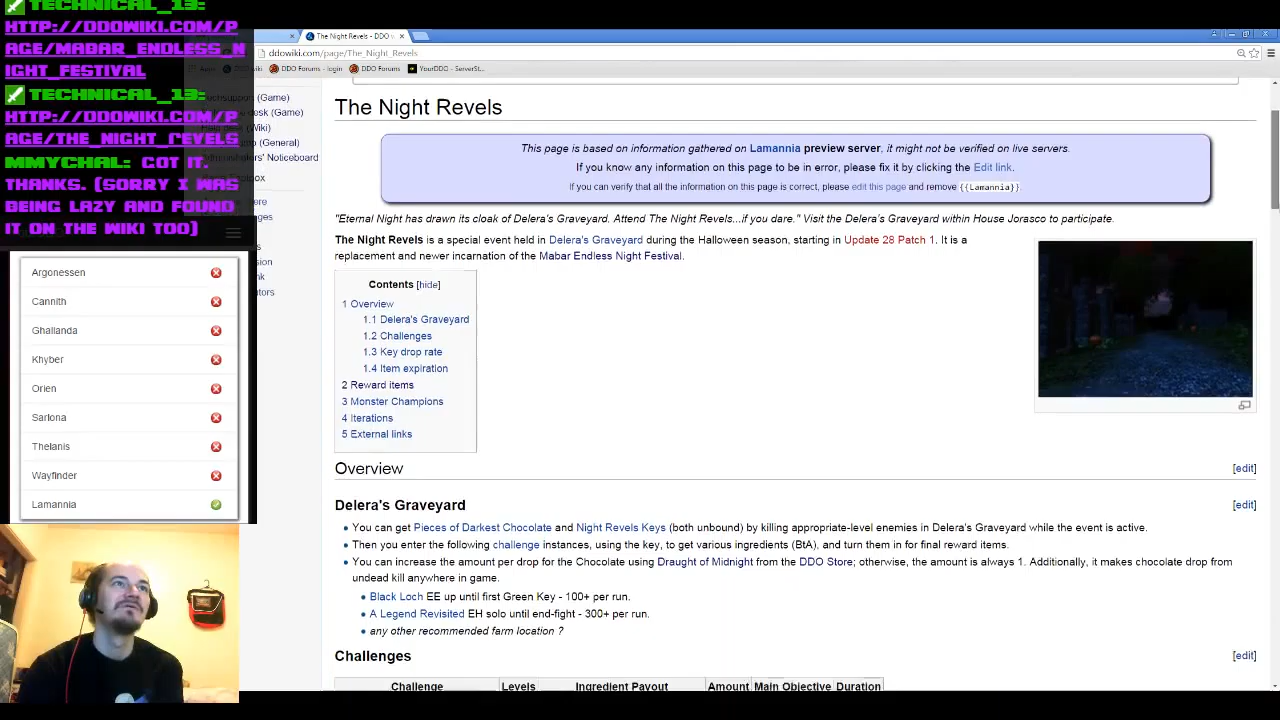 TECHNICAL_13:
HTTP://DDOWIKI.COM/P
AGE/MABAR_ENDLESS_N
IGHT_FESTIVAL
TECHNICAL_13:
HTTP://DDOWIKI.COM/P
AGE/THE_NIGHT_REVELS
MMYCHAL: GOT IT.
THANKS. (SORRY I WAS
BEING LAZY AND FOUND
IT ON THE WIKI TOO)
Argonessen
Cannith
Ghallanda
Khyber
Orien
Sarlona
Thelanis
Wayfinder
Lamannia
The Night Revels - DDO
ddowiki.com/page/The_Night_Revels
DDO Forums - login
DDO Forums
YourDDO - ServerSt...
(Game)
desk (Game)
(Wiki)
(General)
Administrators' Noticeboard
The Night Revels
This page is based on information gathered on Lamannia preview server, it might not be verified on live servers.
If you know any information on this page to be in error, please fix it by clicking the Edit link.
If you can verify that all the information on this page is correct, please edit this page and remove {{Lamannia}}
"Eternal Night has drawn its cloak of Delera's Graveyard. Attend The Night Revels...if you dare!" Visit the Delera's Graveyard within House Jorasco to participate.
The Night Revels is a special event held in Delera's Graveyard during the Halloween season, starting in Update 28 Patch 1. It is a
replacement and newer incarnation of the Mabar Endless Night Festival.
Contents [hide]
1 Overview
1.1 Delera's Graveyard
1.2 Challenges
1.3 Key drop rate
1.4 Item expiration
2 Reward items
3 Monster Champions
4 Iterations
5 External links
Overview [edit]
Delera's Graveyard [edit]
You can get Pieces of Darkest Chocolate and Night Revels Keys (both unbound) by killing appropriate-level enemies in Delera's Graveyard while the event is active.
Then you enter the following challenge instances, using the key, to get various ingredients (BtA), and turn them in for final reward items.
You can increase the amount per drop for the Chocolate using Draught of Midnight from the DDO Store; otherwise, the amount is always 1. Additionally, it makes chocolate drop from
undead kill anywhere in game.
Black Loch EE up until first Green Key - 100+ per run.
A Legend Revisited EH solo until end-fight - 300+ per run.
any other recommended farm location ?
Challenges [edit]
Challenge Levels Ingredient Payout Amount Main Objective Duration